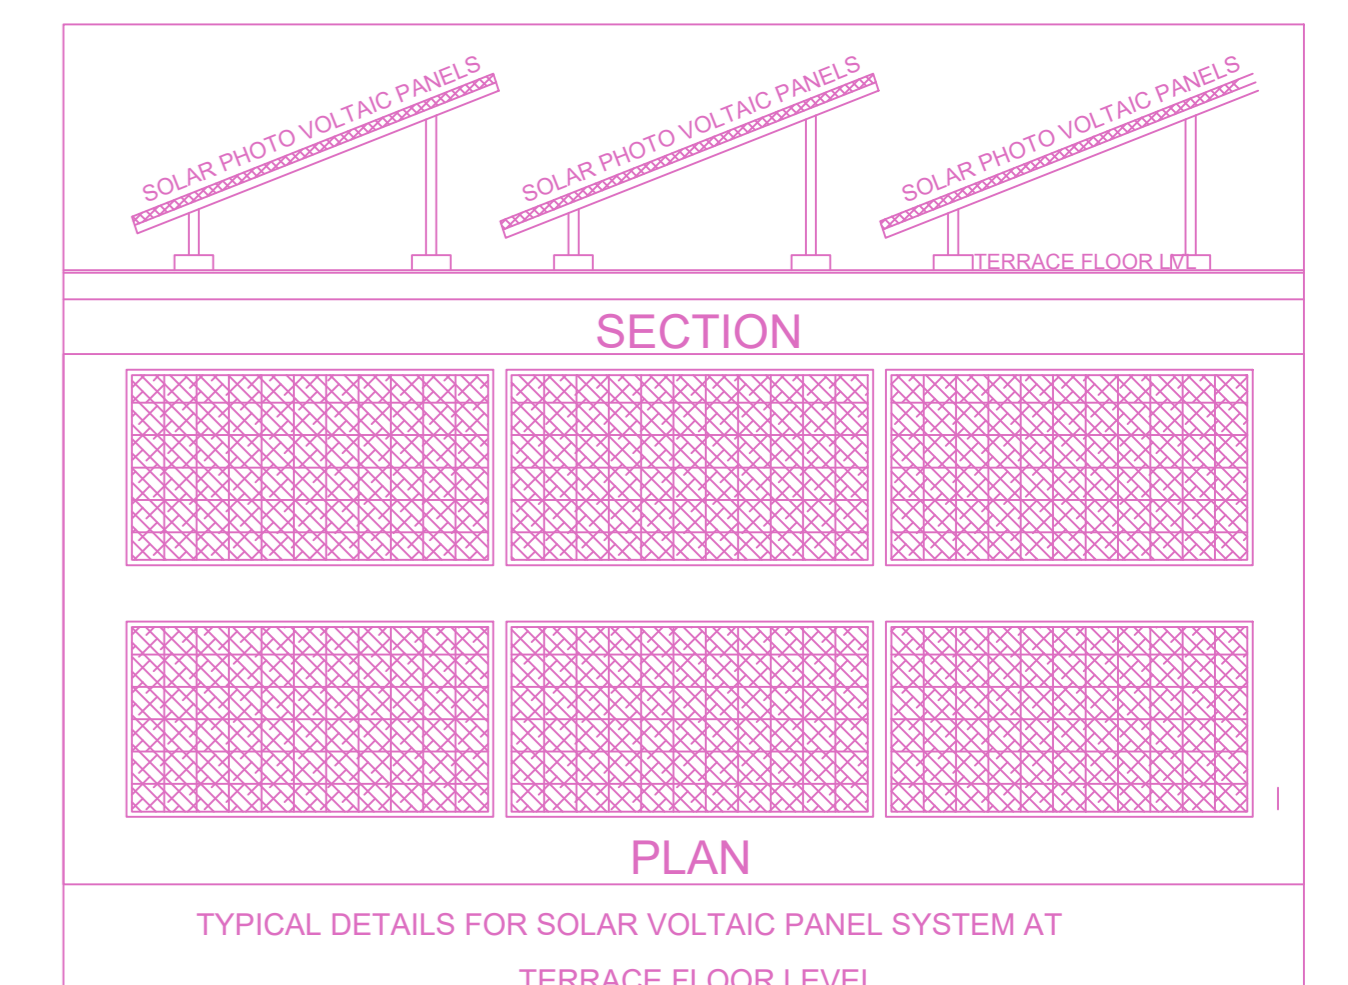 SOLAR PHOTO VOLTAIC PANELS
SOLAR PHOTO VOLTAIC PANELS
SOLAR PHOTO VOLTAIC PANELS
TERRACE FLOOR LVL
SECTION
PLAN
TYPICAL DETAILS FOR SOLAR VOLTAIC PANEL SYSTEM AT
TERRACE FLOOR LEVEL